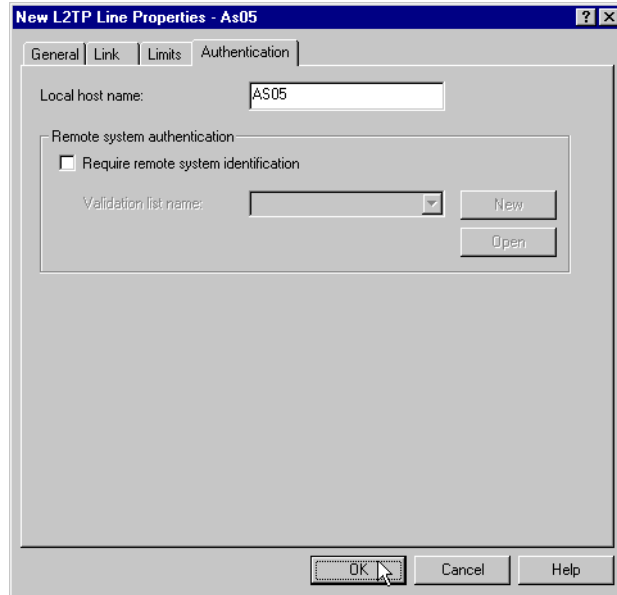 New L2TP Line Properties - As05
General Link Limits Authentication
Local host name: AS05
Remote system authentication
Require remote system identification
Validation list name: New
Open
OK Cancel Help